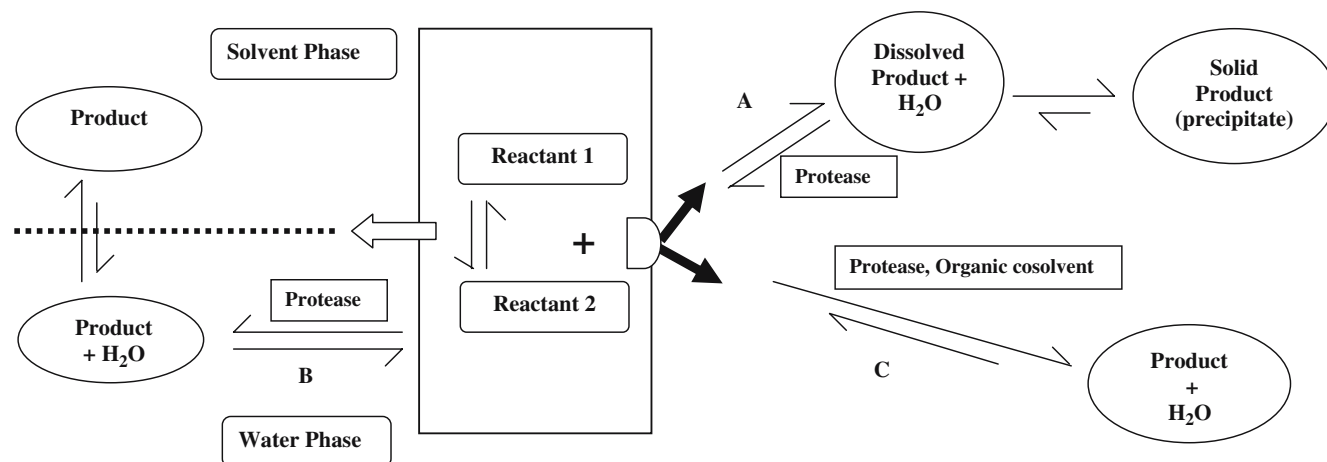 Solvent Phase
Product
Product
+ H₂O
Protease
B
Water Phase
Reactant 1
+
Reactant 2
A
Dissolved
Product +
H₂O
Solid
Product
(precipitate)
Protease
Protease, Organic cosolvent
C
Product
+
H₂O